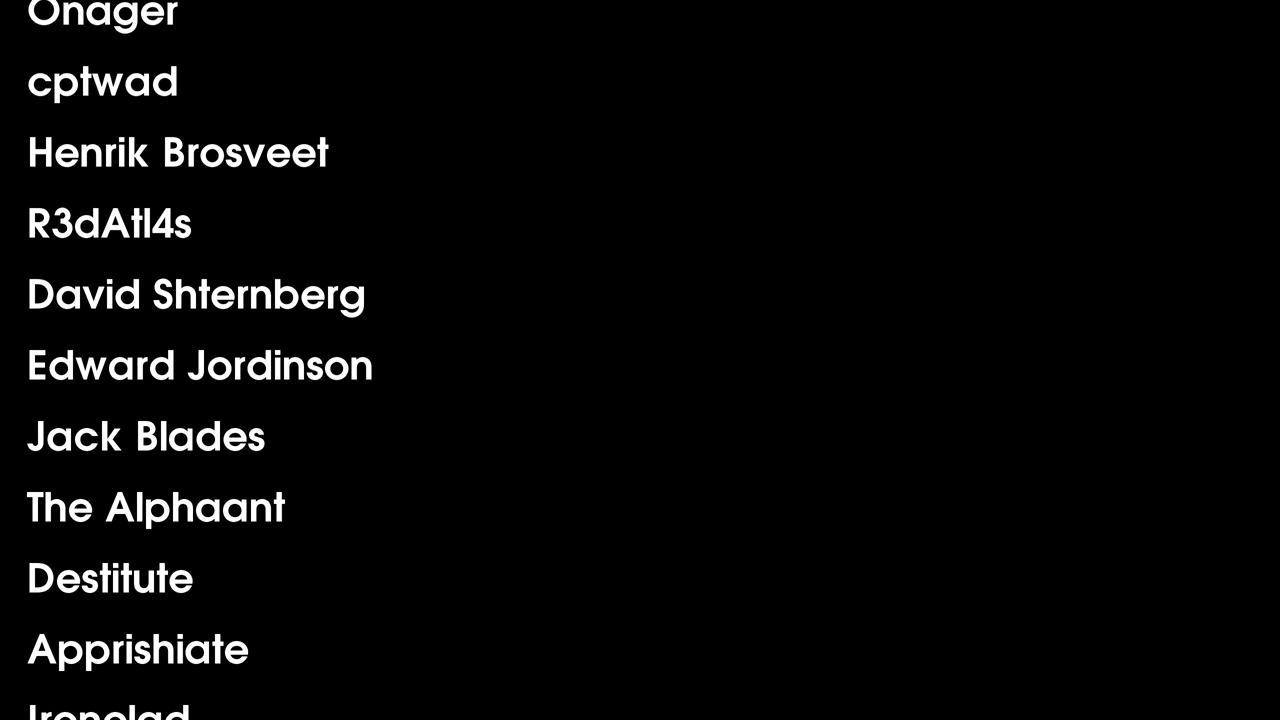 Onager
cptwad
Henrik Brosveet
R3dAtl4s
David Shternberg
Edward Jordinson
Jack Blades
The Alphaant
Destitute
Apprishiate